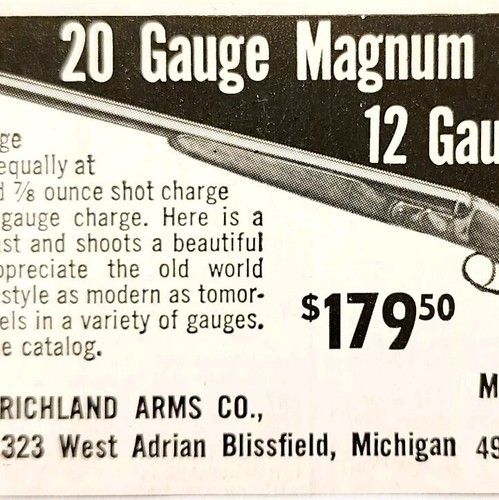 20 Gauge Magnum
12 Gau
ge
equally at
d 7/8 ounce shot charge
gauge charge. Here is a
ast and shoots a beautiful
ppreciate the old world
style as modern as tomor-
els in a variety of gauges.
e catalog.
$179 50
M
RICHLAND ARMS CO.,
323 West Adrian Blissfield, Michigan 49